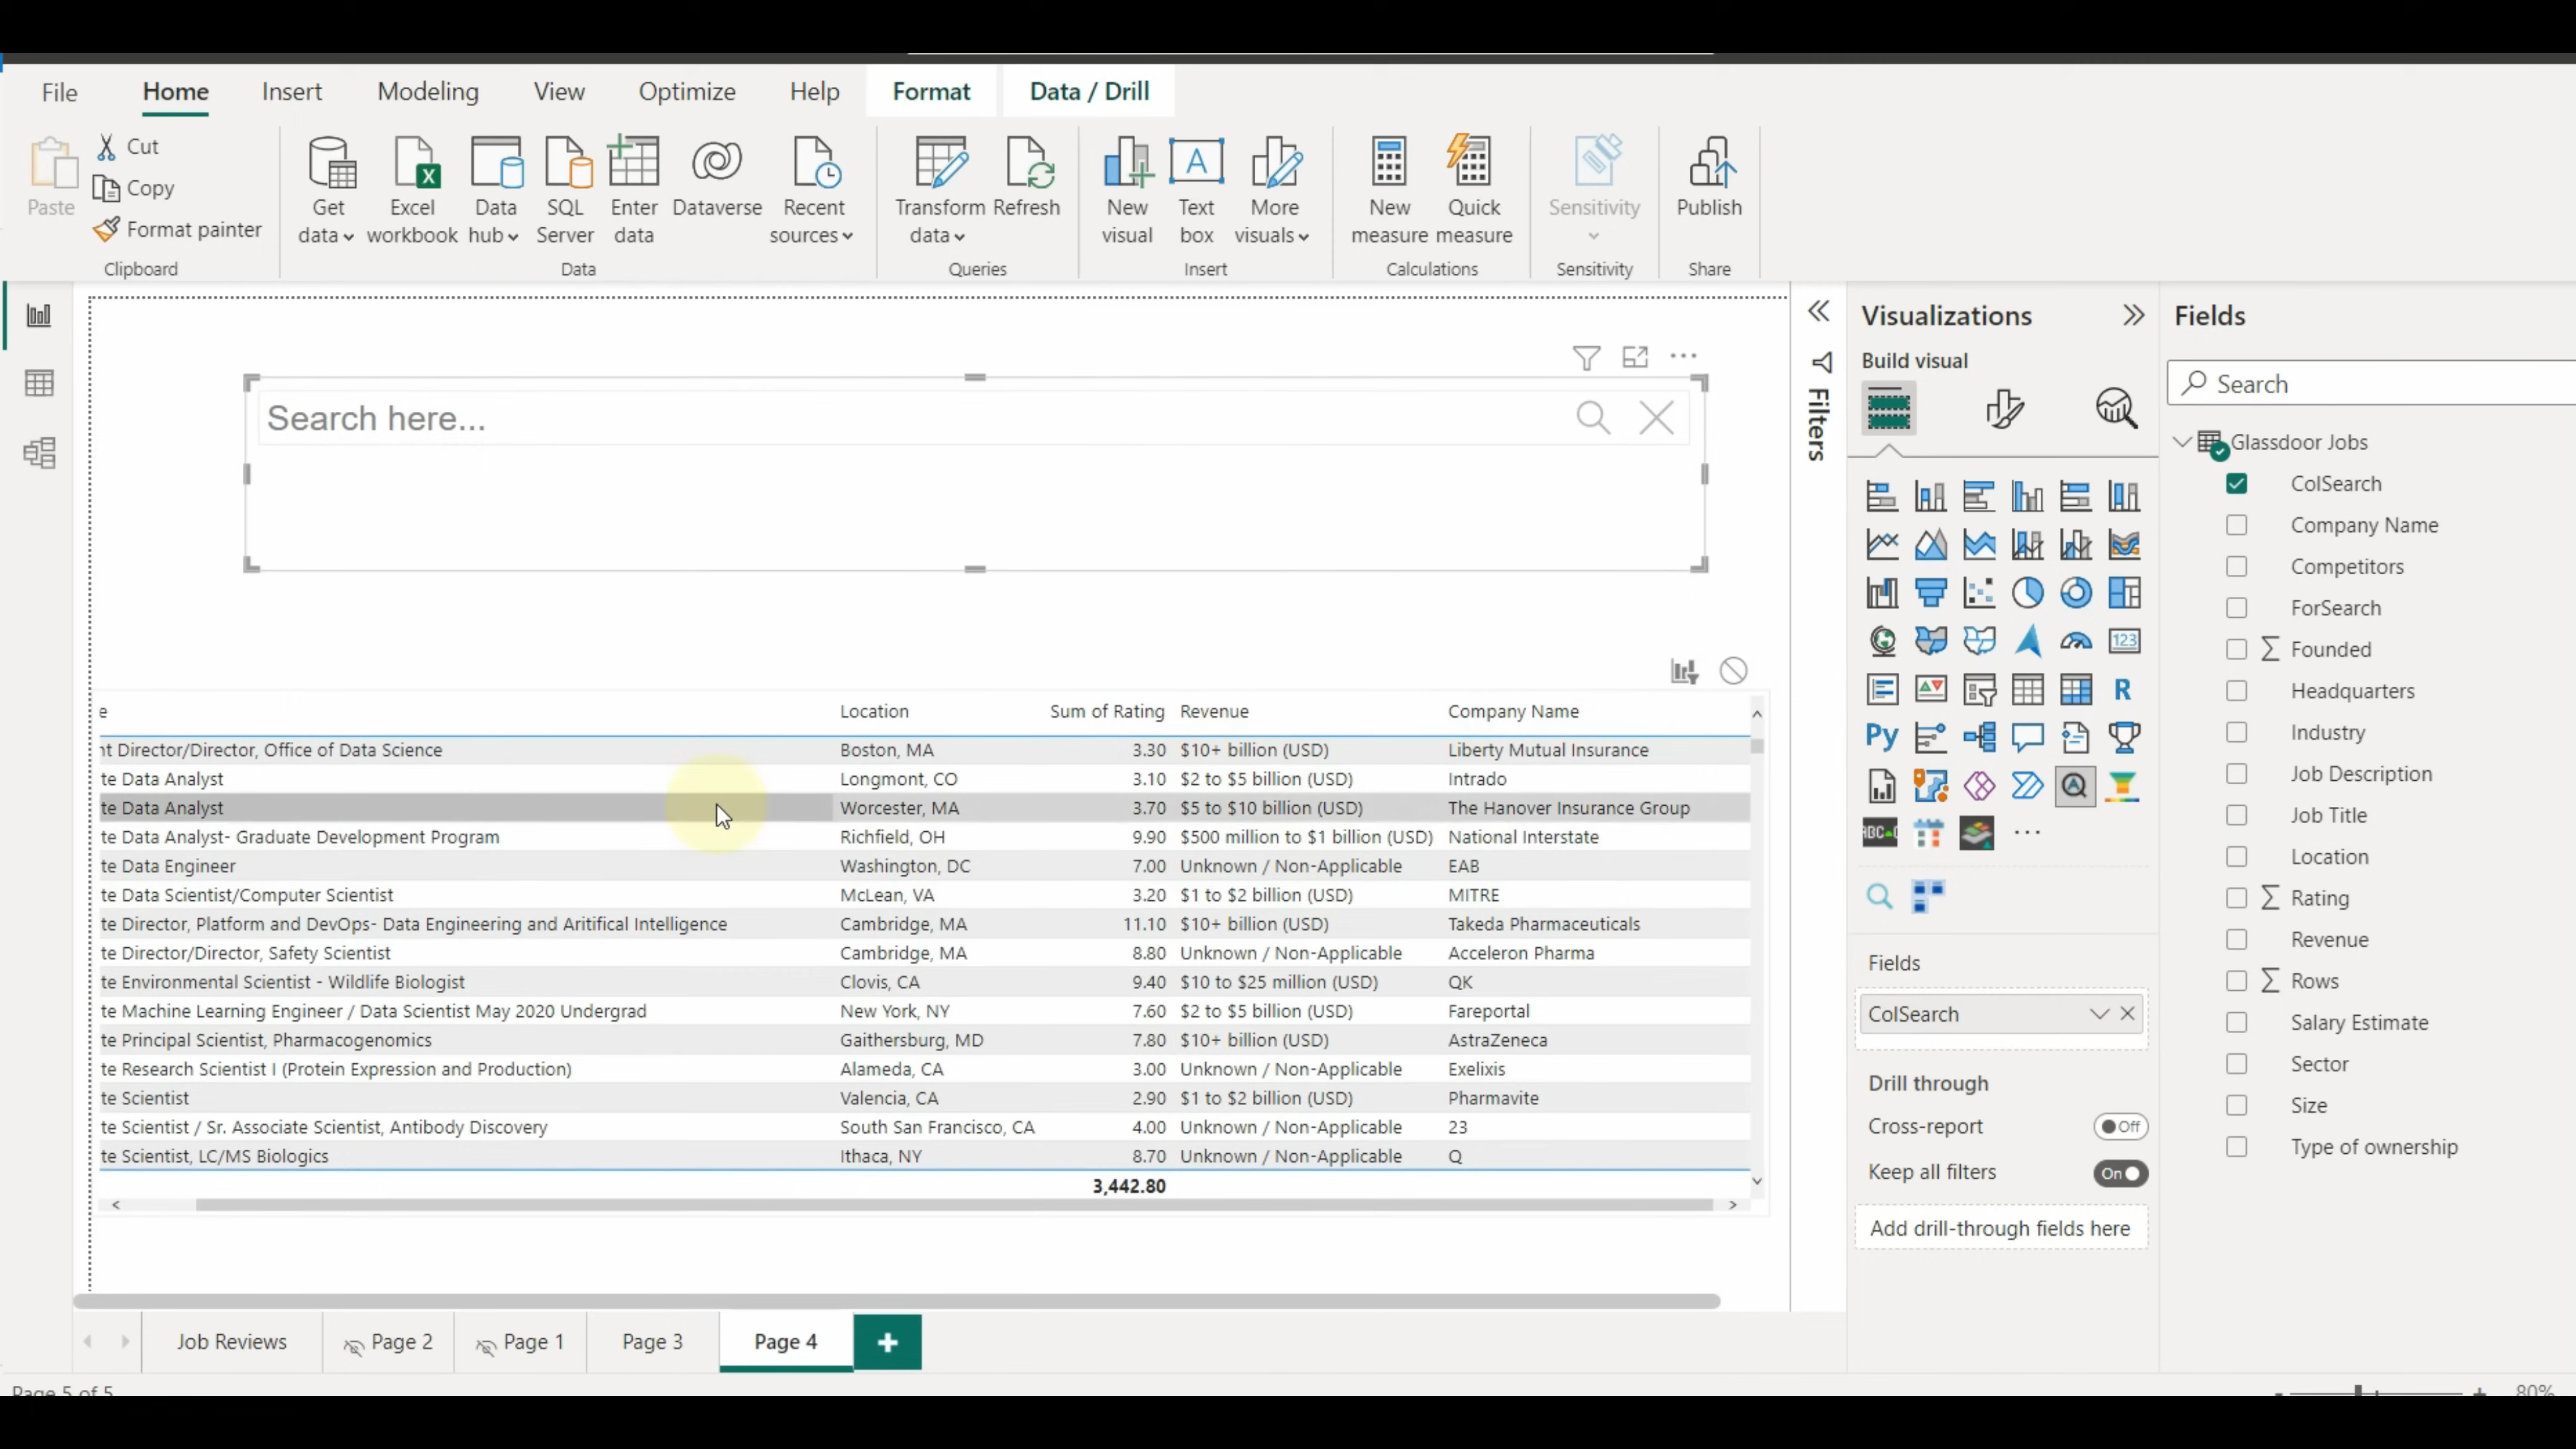 File Home Insert Modeling View Optimize Help Format Data / Drill
Paste
Cut
Copy
Format painter
Clipboard
Get data
Excel workbook
Data hub
SQL Server
Enter data
Dataverse
Recent sources
Data
Transform data
Refresh
Queries
New visual
Text box
More visuals
Insert
New measure
Quick measure
Calculations
Sensitivity
Sensitivity
Publish
Share
Search here...
e Location Sum of Rating Revenue Company Name
nt Director/Director, Office of Data Science Boston, MA 3.30 $10+ billion (USD) Liberty Mutual Insurance
te Data Analyst Longmont, CO 3.10 $2 to $5 billion (USD) Intrado
te Data Analyst Worcester, MA 3.70 $5 to $10 billion (USD) The Hanover Insurance Group
te Data Analyst- Graduate Development Program Richfield, OH 9.90 $500 million to $1 billion (USD) National Interstate
te Data Engineer Washington, DC 7.00 Unknown / Non-Applicable EAB
te Data Scientist/Computer Scientist McLean, VA 3.20 $1 to $2 billion (USD) MITRE
te Director, Platform and DevOps- Data Engineering and Aritifical Intelligence Cambridge, MA 11.10 $10+ billion (USD) Takeda Pharmaceuticals
te Director/Director, Safety Scientist Cambridge, MA 8.80 Unknown / Non-Applicable Acceleron Pharma
te Environmental Scientist - Wildlife Biologist Clovis, CA 9.40 $10 to $25 million (USD) QK
te Machine Learning Engineer / Data Scientist May 2020 Undergrad New York, NY 7.60 $2 to $5 billion (USD) Fareportal
te Principal Scientist, Pharmacogenomics Gaithersburg, MD 7.80 $10+ billion (USD) AstraZeneca
te Research Scientist I (Protein Expression and Production) Alameda, CA 3.00 Unknown / Non-Applicable Exelixis
te Scientist Valencia, CA 2.90 $1 to $2 billion (USD) Pharmavite
te Scientist / Sr. Associate Scientist, Antibody Discovery South San Francisco, CA 4.00 Unknown / Non-Applicable 23
te Scientist, LC/MS Biologics Ithaca, NY 8.70 Unknown / Non-Applicable Q
3,442.80
Job Reviews Page 2 Page 1 Page 3 Page 4
Page 5 of 5
80%
Filters
Visualizations
Build visual
123
R
Py
ABC
Fields
ColSearch
Drill through
Cross-report Off
Keep all filters On
Add drill-through fields here
Fields
Search
Glassdoor Jobs
ColSearch
Company Name
Competitors
ForSearch
Founded
Headquarters
Industry
Job Description
Job Title
Location
Rating
Revenue
Rows
Salary Estimate
Sector
Size
Type of ownership